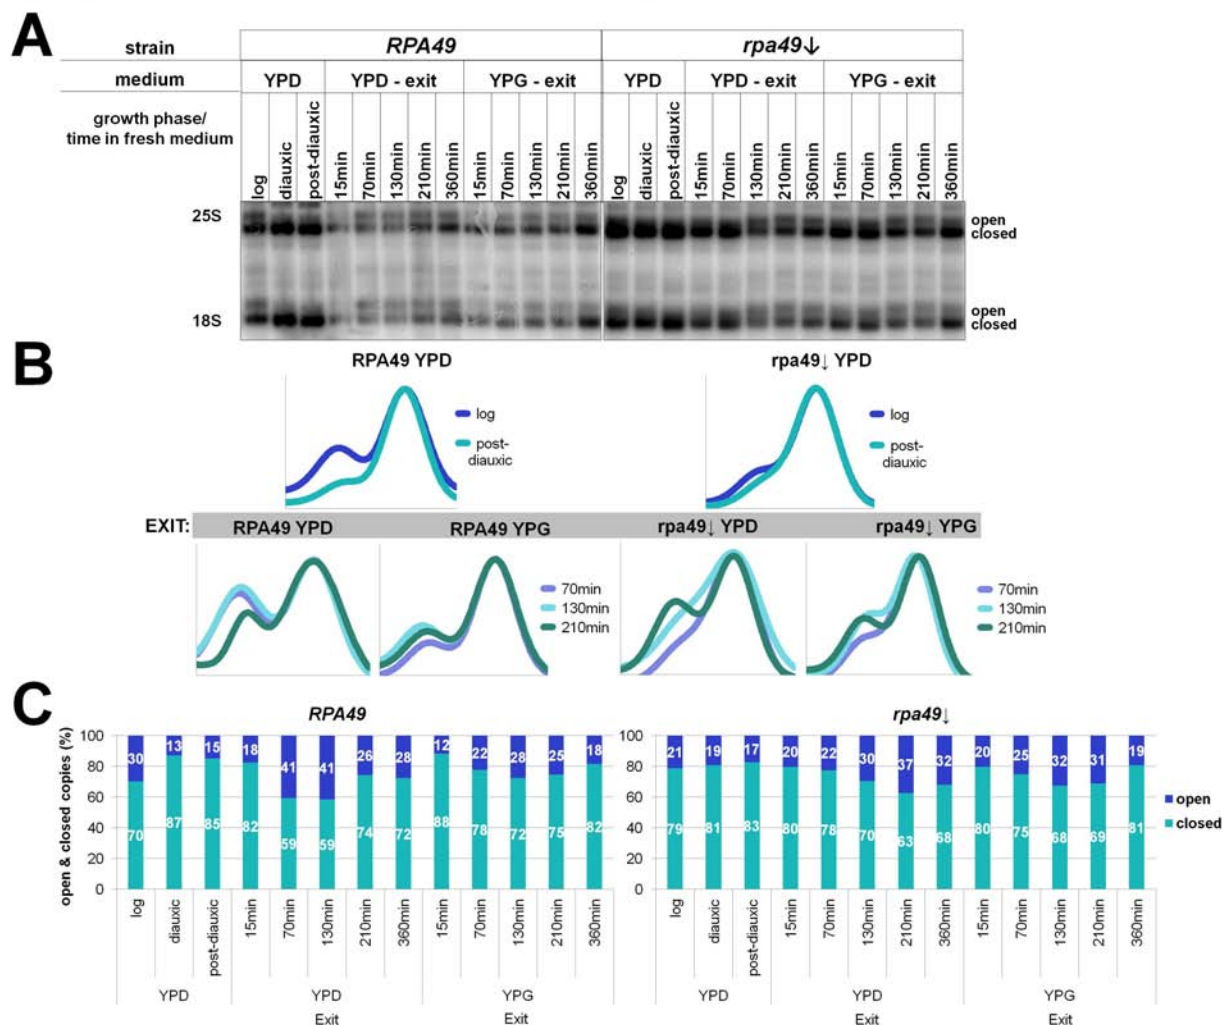 A
strain RPA49 rpa49↓
medium YPD YPD - exit YPG - exit YPD YPD - exit YPG - exit
growth phase/
time in fresh medium
log diauxic post-diauxic 15min 70min 130min 210min 360min 15min 70min 130min 210min 360min log diauxic post-diauxic 15min 70min 130min 210min 360min 15min 70min 130min 210min 360min
25S open
closed
18S open
closed
B
RPA49 YPD rpa49↓ YPD
log log
post-
diauxic
post-
diauxic
EXIT: RPA49 YPD RPA49 YPG rpa49↓ YPD rpa49↓ YPG
70min 70min
130min 130min
210min 210min
C
RPA49 rpa49↓
open & closed copies (%)
100 100
80 80
60 60
40 40
20 20
0 0
30 13 15 18 41 41 26 28 12 22 28 25 18 21 19 17 20 22 30 37 32 20 25 32 31 19
70 87 85 82 59 59 74 72 88 78 72 75 82 79 81 83 80 78 70 63 68 80 75 68 69 81
open
closed
log diauxic post-diauxic 15min 70min 130min 210min 360min 15min 70min 130min 210min 360min log diauxic post-diauxic 15min 70min 130min 210min 360min 15min 70min 130min 210min 360min
YPD YPD YPG YPD YPD YPG
Exit Exit Exit Exit